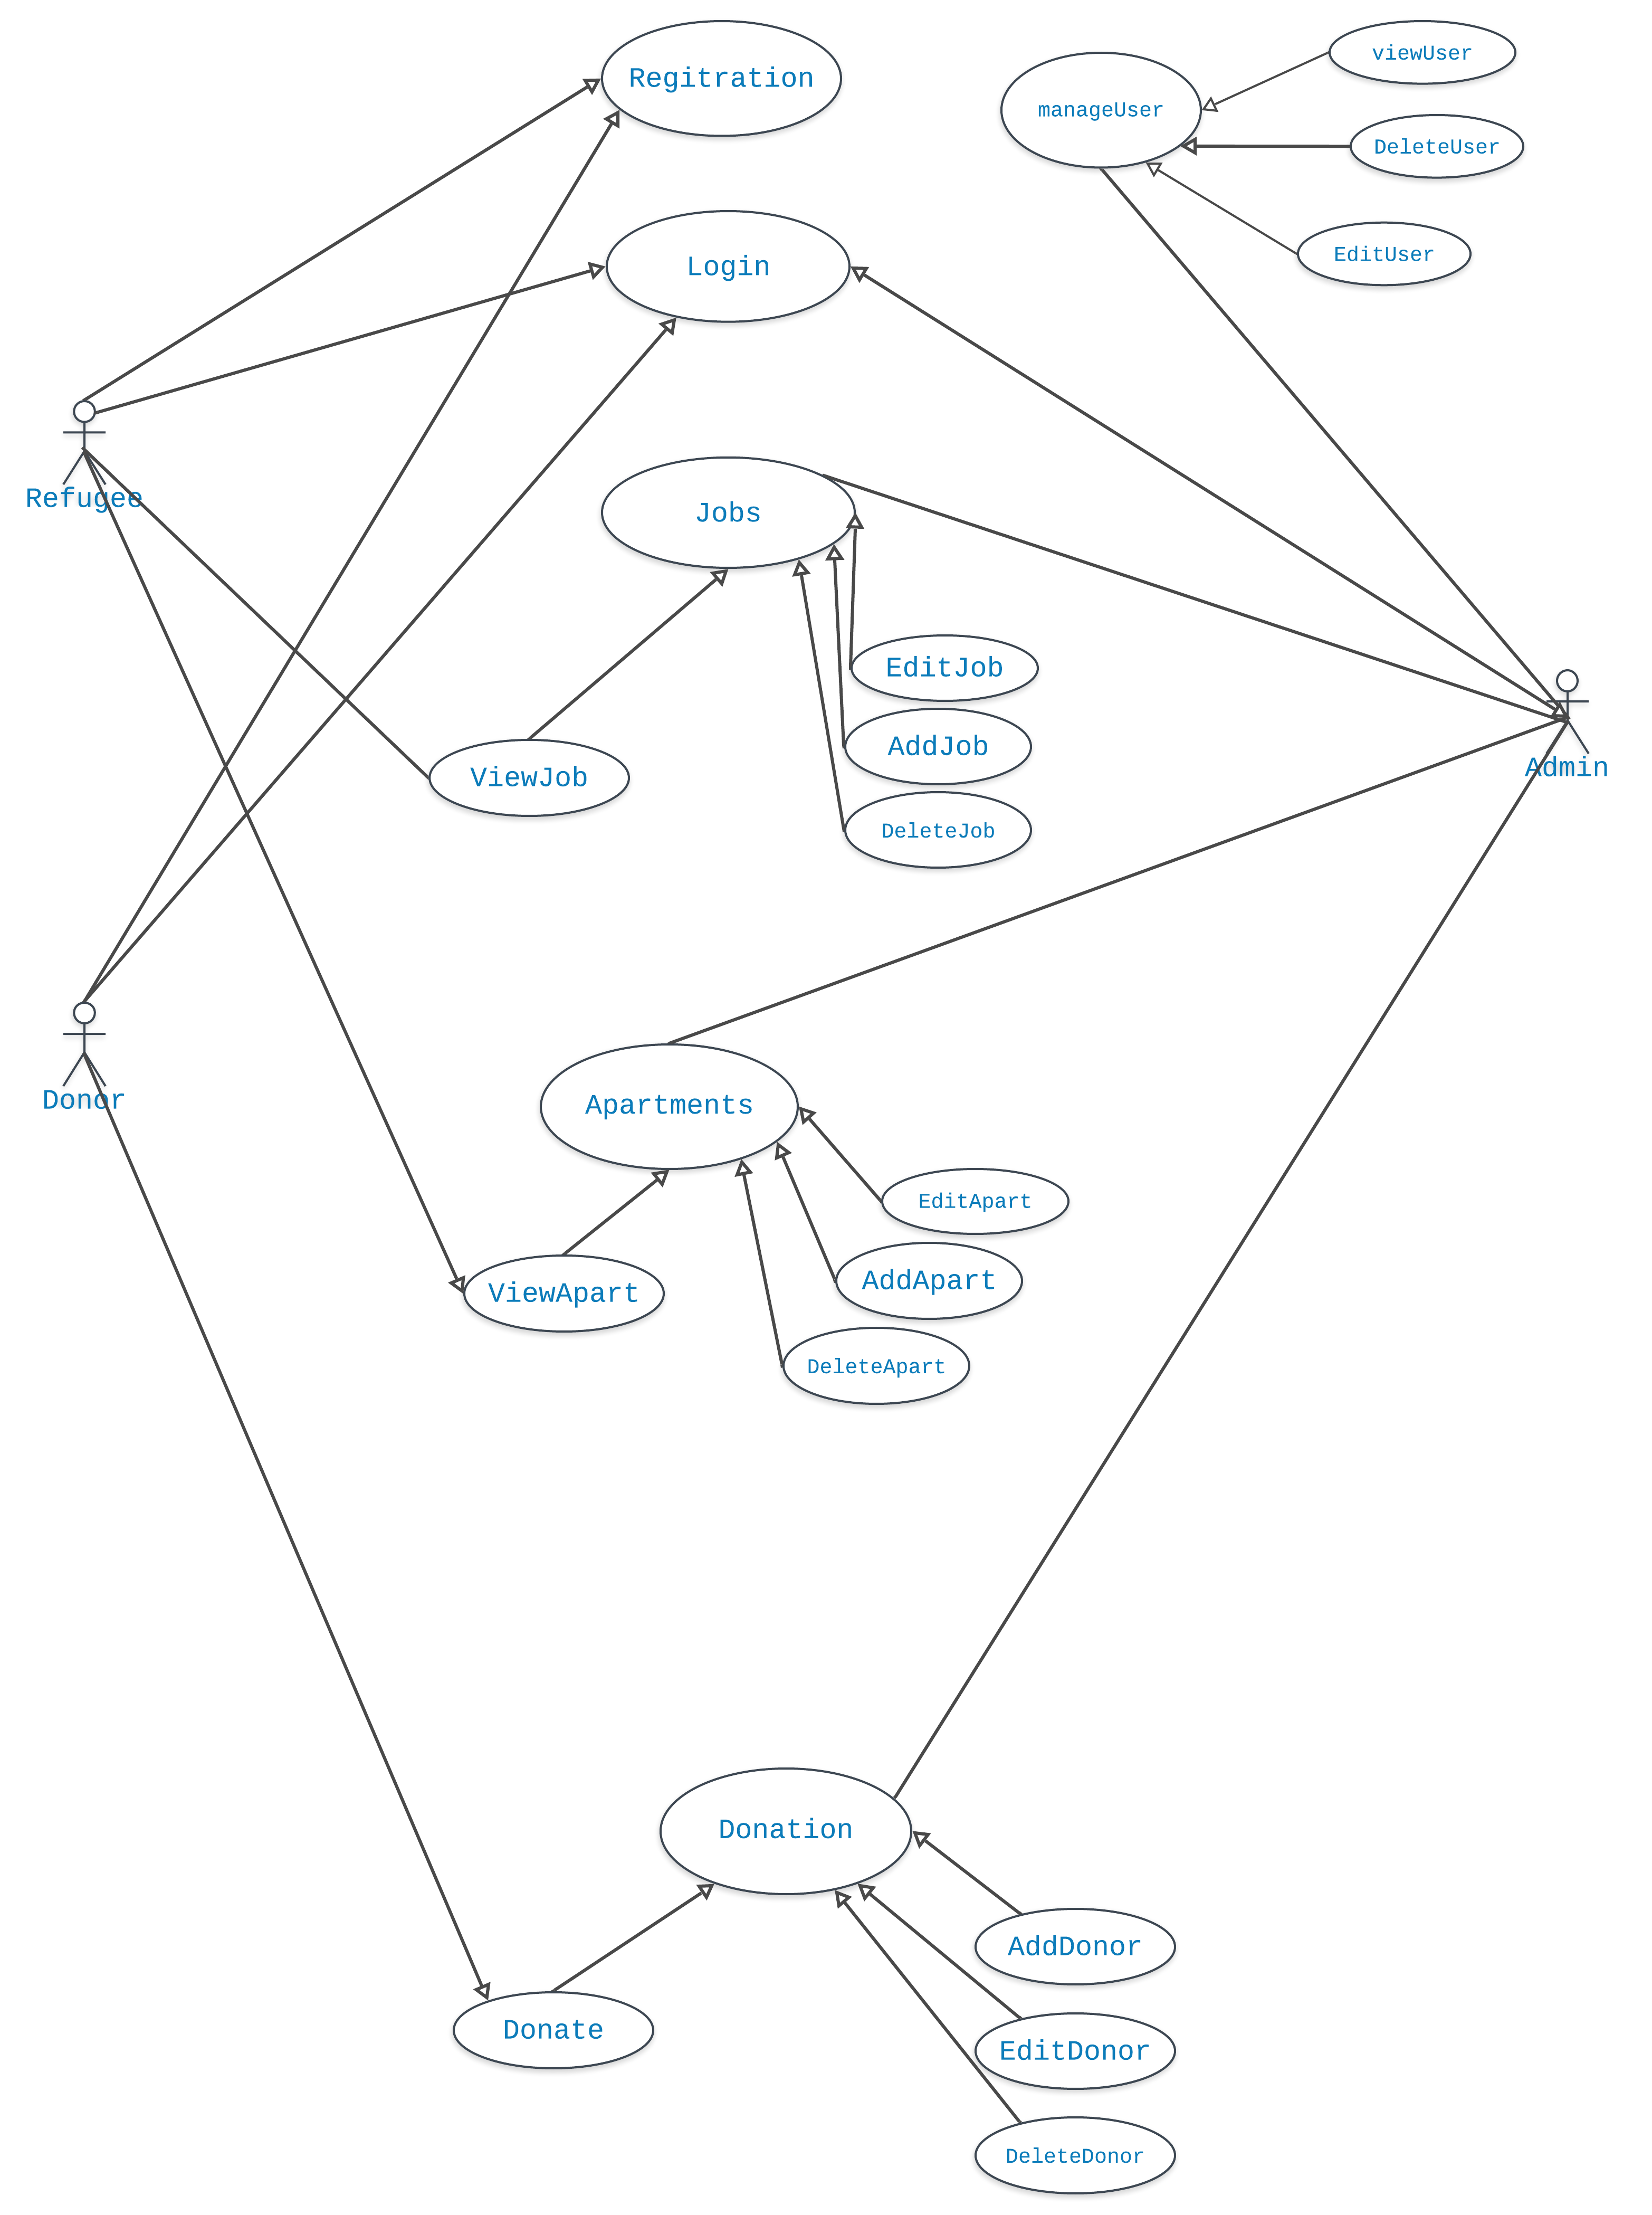 viewUser
Regitration
manageUser
DeleteUser
EditUser
Login
Refugee
Jobs
EditJob
AddJob
Admin
ViewJob
DeleteJob
Donor
Apartments
EditApart
AddApart
ViewApart
DeleteApart
Donation
AddDonor
Donate
EditDonor
DeleteDonor